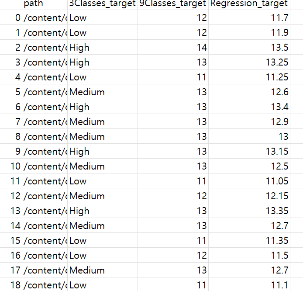 path 3Classes_target 9Classes_target Regression_target
0 /content/c Low 12 11.7
1 /content/c Low 12 11.9
2 /content/c High 14 13.5
3 /content/c High 13 13.25
4 /content/c Low 11 11.25
5 /content/c Medium 13 12.6
6 /content/c High 13 13.4
7 /content/c Medium 13 12.9
8 /content/c Medium 13 13
9 /content/c High 13 13.15
10 /content/c Medium 13 12.5
11 /content/c Low 11 11.05
12 /content/c Medium 12 12.15
13 /content/c High 13 13.35
14 /content/c Medium 13 12.7
15 /content/c Low 11 11.35
16 /content/c Low 12 11.5
17 /content/c Medium 13 12.7
18 /content/c Low 11 11.1